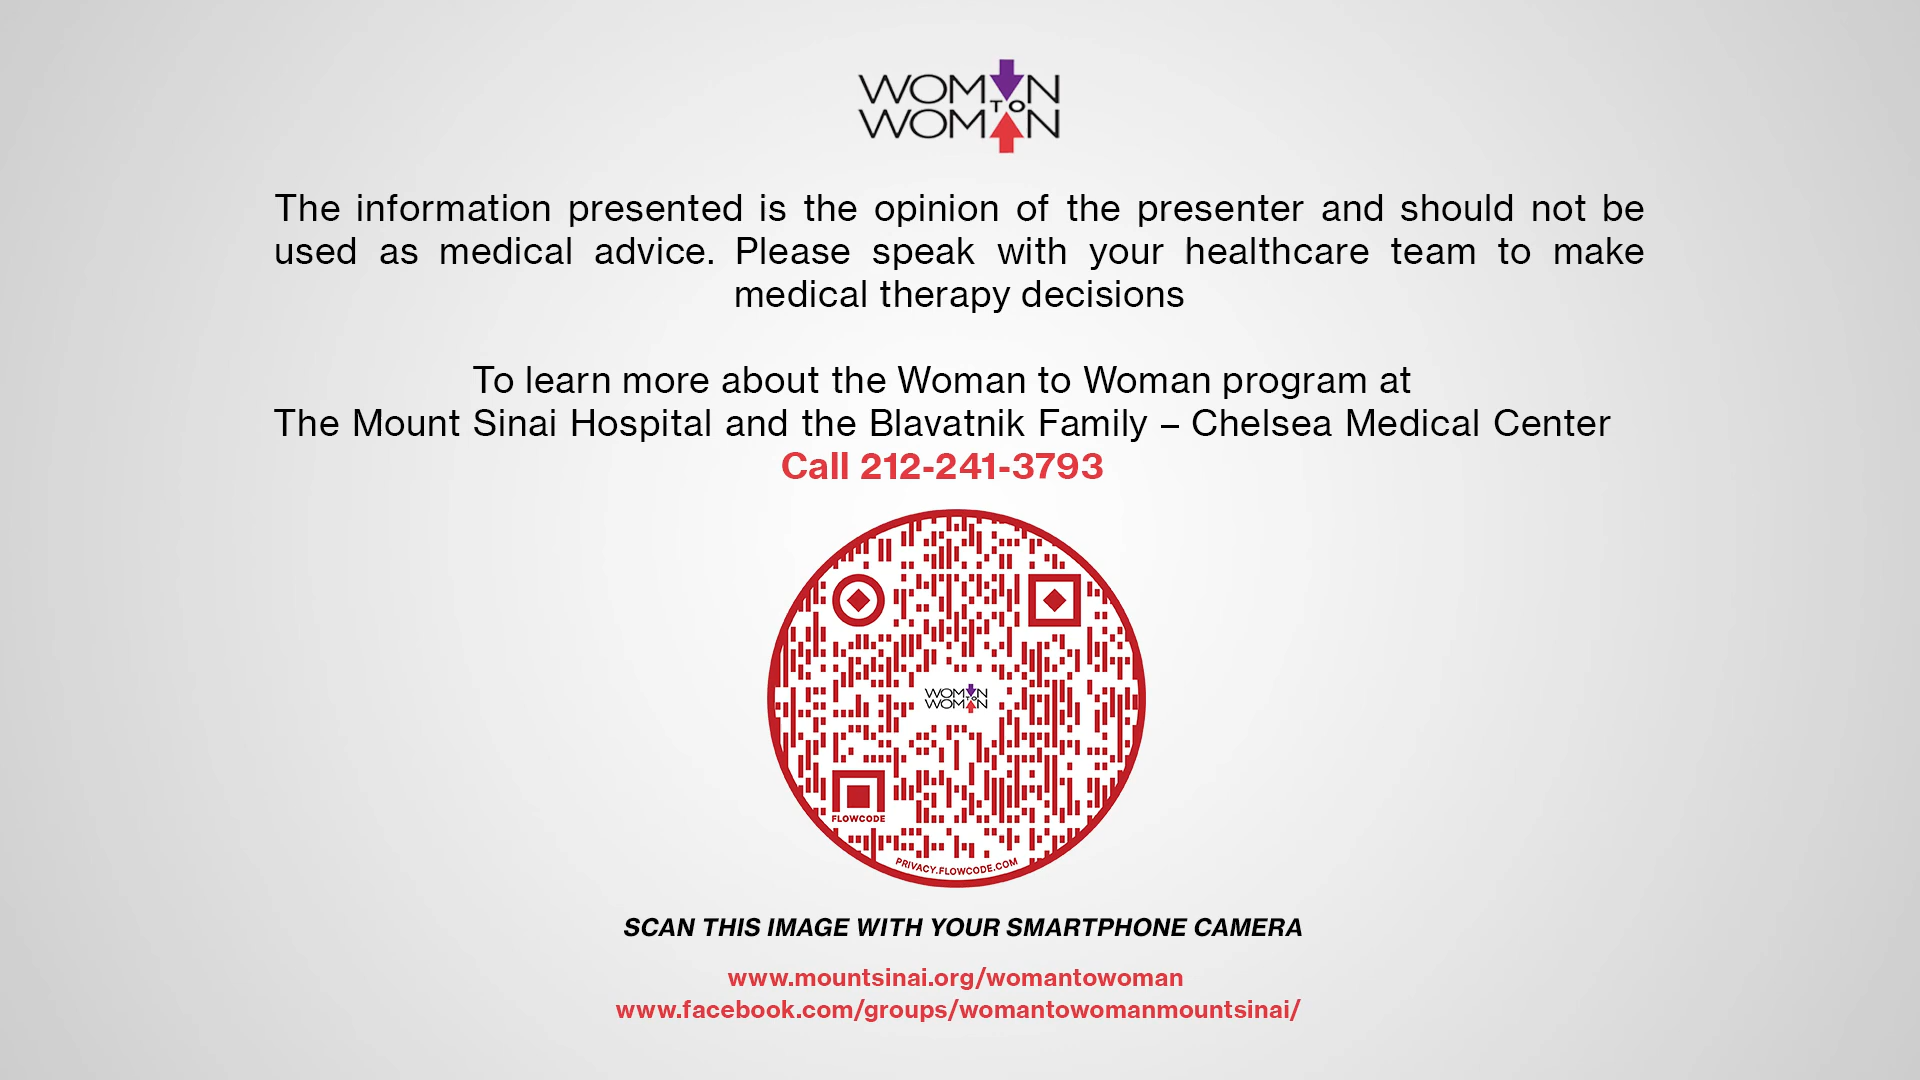 WOMAN
TO
WOMAN
The information presented is the opinion of the presenter and should not be
used as medical advice. Please speak with your healthcare team to make
medical therapy decisions
To learn more about the Woman to Woman program at
The Mount Sinai Hospital and the Blavatnik Family – Chelsea Medical Center
Call 212-241-3793
WOMAN
TO
WOMAN
FLOWCODE
PRIVACY.FLOWCODE.COM
SCAN THIS IMAGE WITH YOUR SMARTPHONE CAMERA
www.mountsinai.org/womantowoman
www.facebook.com/groups/womantowomanmountsinai/